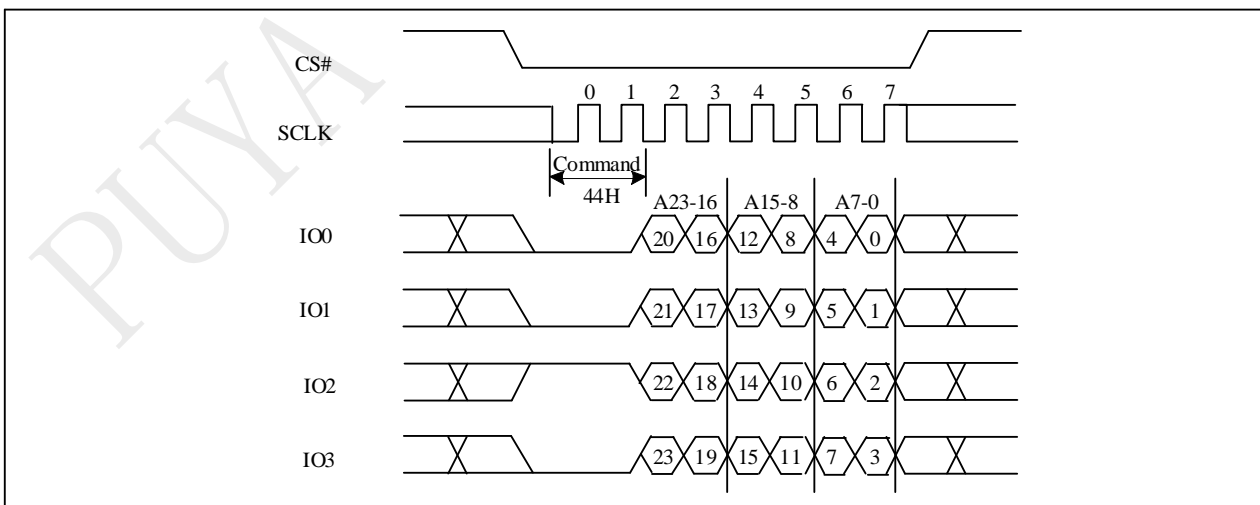 PUYA
CS#
0 1 2 3 4 5 6 7
SCLK
Command
44H
A23-16 A15-8 A7-0
IO0 20 16 12 8 4 0
IO1 21 17 13 9 5 1
IO2 22 18 14 10 6 2
IO3 23 19 15 11 7 3